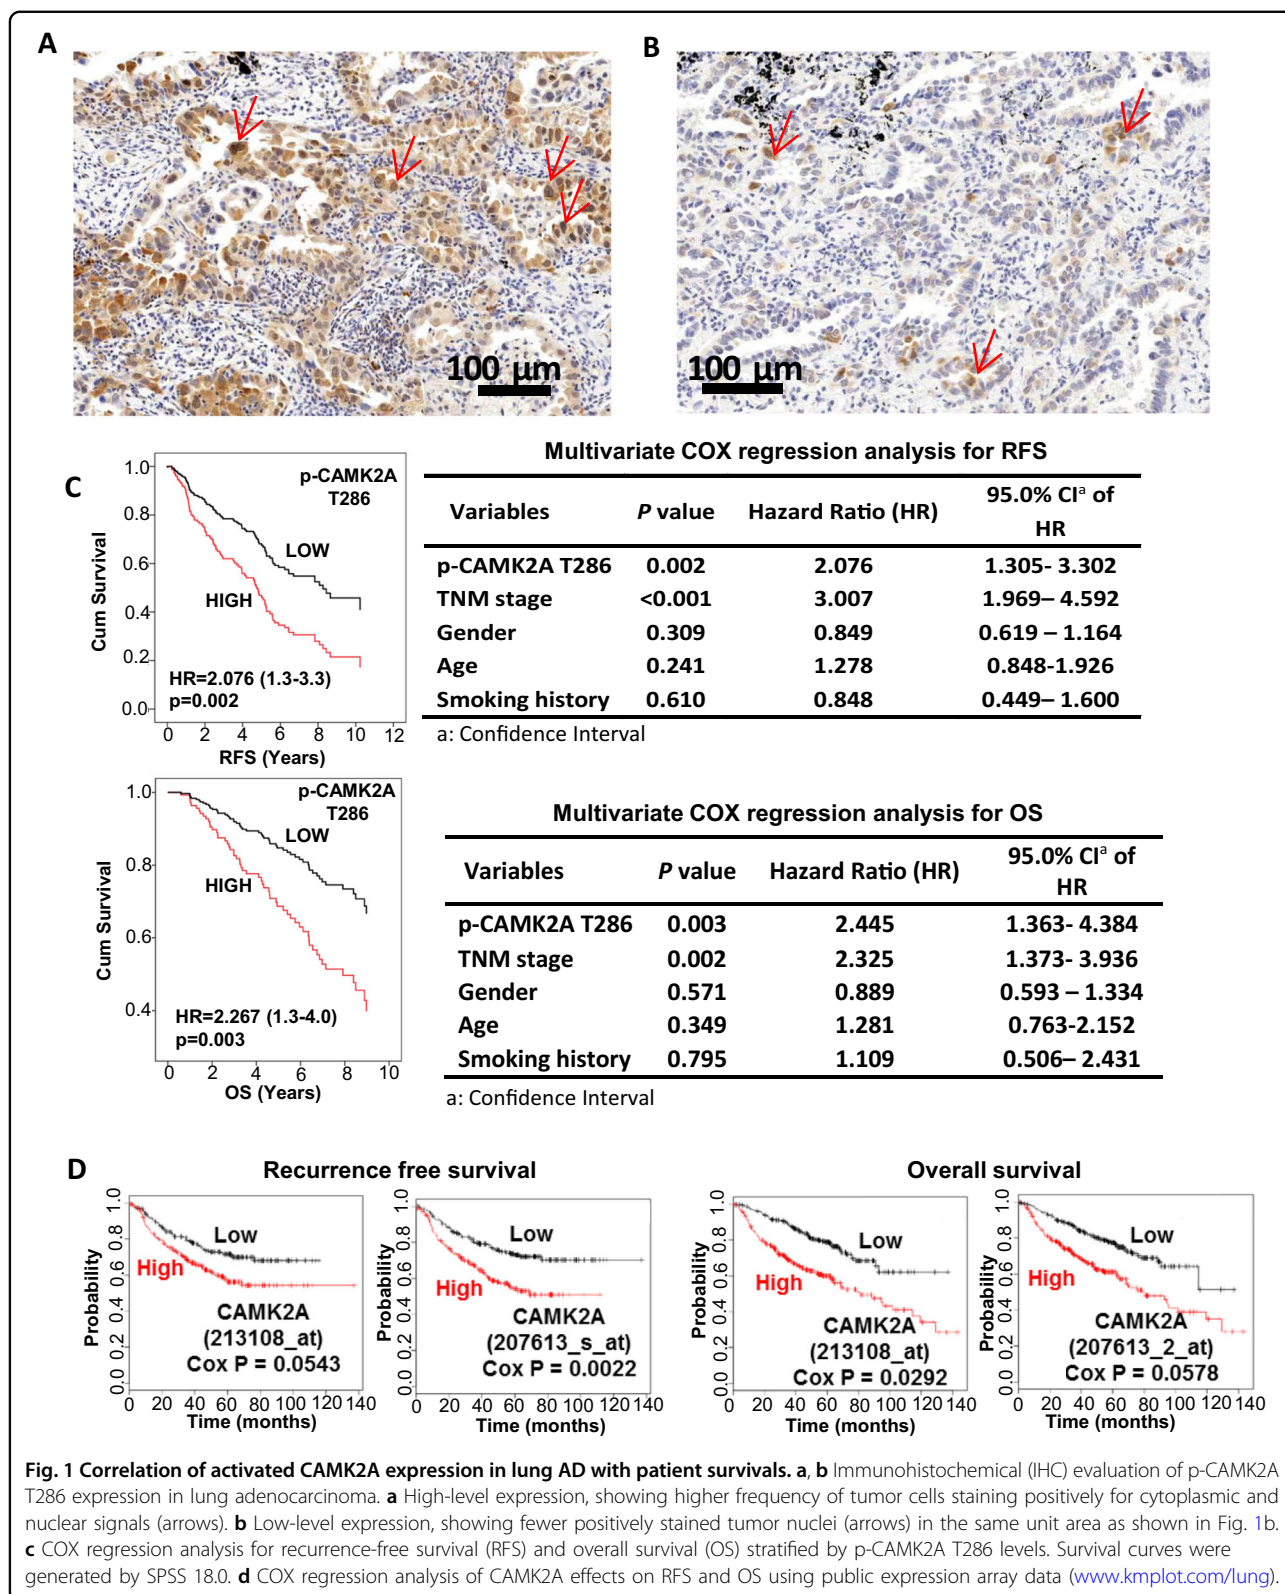 A
B
100 μm
100 μm
C
1.0
0.8
0.6
0.4
0.2
0.0
Cum Survival
p-CAMK2A
T286
LOW
HIGH
HR=2.076 (1.3-3.3)
p=0.002
0 2 4 6 8 10 12
RFS (Years)
Multivariate COX regression analysis for RFS
Variables P value Hazard Ratio (HR) 95.0% CIᵃ of HR
p-CAMK2A T286 0.002 2.076 1.305- 3.302
TNM stage <0.001 3.007 1.969– 4.592
Gender 0.309 0.849 0.619 – 1.164
Age 0.241 1.278 0.848-1.926
Smoking history 0.610 0.848 0.449– 1.600
a: Confidence Interval
1.0
0.8
0.6
0.4
Cum Survival
p-CAMK2A
T286
LOW
HIGH
HR=2.267 (1.3-4.0)
p=0.003
0 2 4 6 8 10
OS (Years)
Multivariate COX regression analysis for OS
Variables P value Hazard Ratio (HR) 95.0% CIᵃ of HR
p-CAMK2A T286 0.003 2.445 1.363- 4.384
TNM stage 0.002 2.325 1.373- 3.936
Gender 0.571 0.889 0.593 – 1.334
Age 0.349 1.281 0.763-2.152
Smoking history 0.795 1.109 0.506– 2.431
a: Confidence Interval
D
Recurrence free survival
Overall survival
Probability
0.0 0.2 0.4 0.6 0.8 1.0
Low
High
CAMK2A
(213108_at)
Cox P = 0.0543
0 20 40 60 80 100 120 140
Time (months)
Probability
0.0 0.2 0.4 0.6 0.8 1.0
Low
High
CAMK2A
(207613_s_at)
Cox P = 0.0022
0 20 40 60 80 100 120 140
Time (months)
Probability
0.0 0.2 0.4 0.6 0.8 1.0
Low
High
CAMK2A
(213108_at)
Cox P = 0.0292
0 20 40 60 80 100 120 140
Time (months)
Probability
0.0 0.2 0.4 0.6 0.8 1.0
Low
High
CAMK2A
(207613_2_at)
Cox P = 0.0578
0 20 40 60 80 100 120 140
Time (months)
Fig. 1 Correlation of activated CAMK2A expression in lung AD with patient survivals. a, b Immunohistochemical (IHC) evaluation of p-CAMK2A
T286 expression in lung adenocarcinoma. a High-level expression, showing higher frequency of tumor cells staining positively for cytoplasmic and
nuclear signals (arrows). b Low-level expression, showing fewer positively stained tumor nuclei (arrows) in the same unit area as shown in Fig. 1b.
c COX regression analysis for recurrence-free survival (RFS) and overall survival (OS) stratified by p-CAMK2A T286 levels. Survival curves were
generated by SPSS 18.0. d COX regression analysis of CAMK2A effects on RFS and OS using public expression array data (www.kmplot.com/lung).